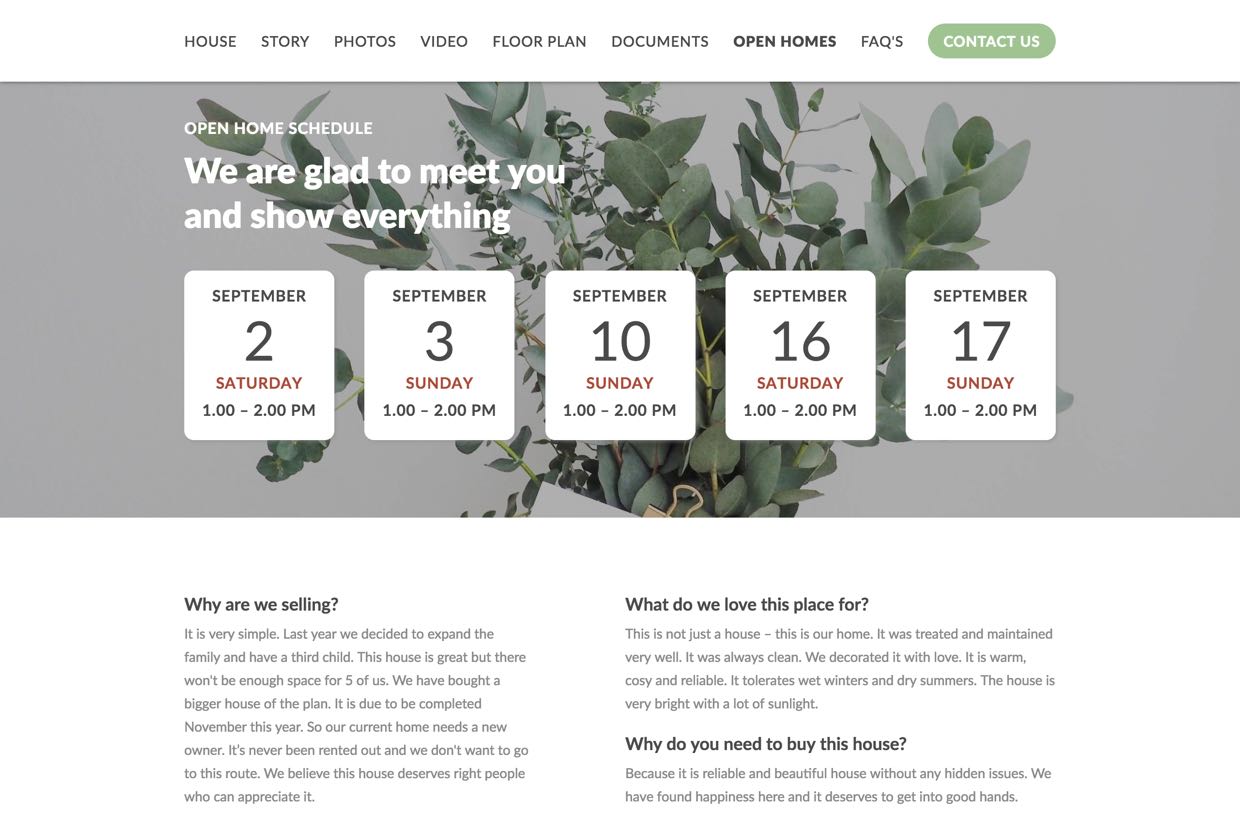 HOUSE STORY PHOTOS VIDEO FLOOR PLAN DOCUMENTS OPEN HOMES FAQ'S CONTACT US
OPEN HOME SCHEDULE
We are glad to meet you
and show everything
SEPTEMBER
2
SATURDAY
1.00 – 2.00 PM
SEPTEMBER
3
SUNDAY
1.00 – 2.00 PM
SEPTEMBER
10
SUNDAY
1.00 – 2.00 PM
SEPTEMBER
16
SATURDAY
1.00 – 2.00 PM
SEPTEMBER
17
SUNDAY
1.00 – 2.00 PM
Why are we selling?
It is very simple. Last year we decided to expand the
family and have a third child. This house is great but there
won't be enough space for 5 of us. We have bought a
bigger house of the plan. It is due to be completed
November this year. So our current home needs a new
owner. It's never been rented out and we don't want to go
to this route. We believe this house deserves right people
who can appreciate it.
What do we love this place for?
This is not just a house – this is our home. It was treated and maintained
very well. It was always clean. We decorated it with love. It is warm,
cosy and reliable. It tolerates wet winters and dry summers. The house is
very bright with a lot of sunlight.
Why do you need to buy this house?
Because it is reliable and beautiful house without any hidden issues. We
have found happiness here and it deserves to get into good hands.